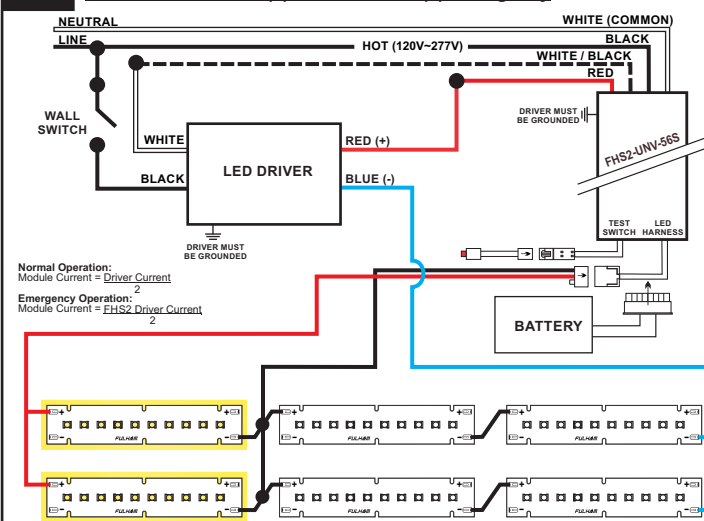 NEUTRAL
WHITE (COMMON)
LINE
HOT (120V~277V)
BLACK
WHITE / BLACK
RED
WALL
SWITCH
DRIVER MUST
BE GROUNDED
FHS2-UNV-56S
WHITE
LED DRIVER
RED (+)
BLACK
BLUE (-)
DRIVER MUST
BE GROUNDED
TEST
SWITCH
LED
HARNESS
Normal Operation:
Module Current = Driver Current
2
Emergency Operation:
Module Current = FHS2 Driver Current
2
BATTERY
+ +
- -
FULHAM
+ +
- -
FULHAM
+ +
- -
FULHAM
+ +
- -
FULHAM
+ +
- -
FULHAM
+ +
- -
FULHAM